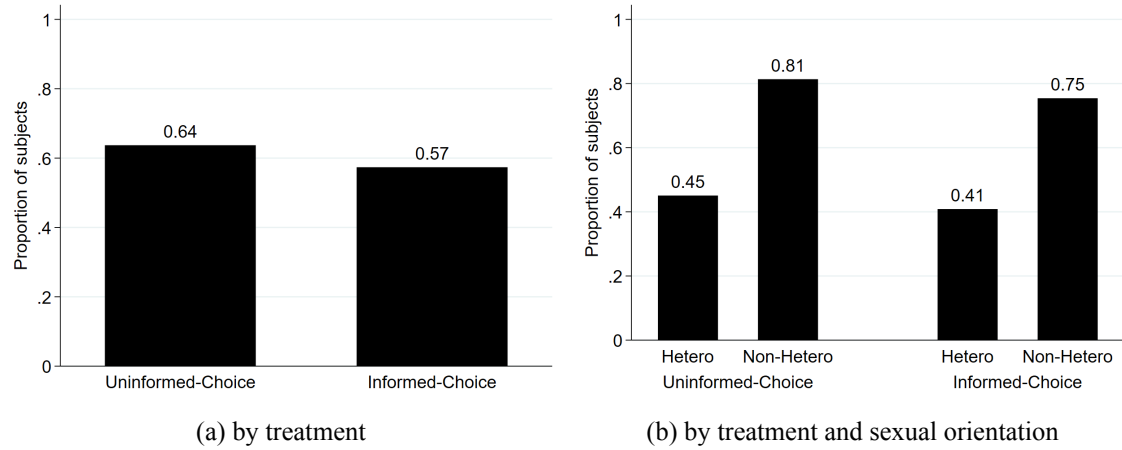 Proportion of subjects
1
.8
.6
.4
.2
0
0.64
0.57
Uninformed-Choice Informed-Choice
(a) by treatment
Proportion of subjects
1
.8
.6
.4
.2
0
0.45
0.81
0.41
0.75
Hetero Non-Hetero Hetero Non-Hetero
Uninformed-Choice Informed-Choice
(b) by treatment and sexual orientation